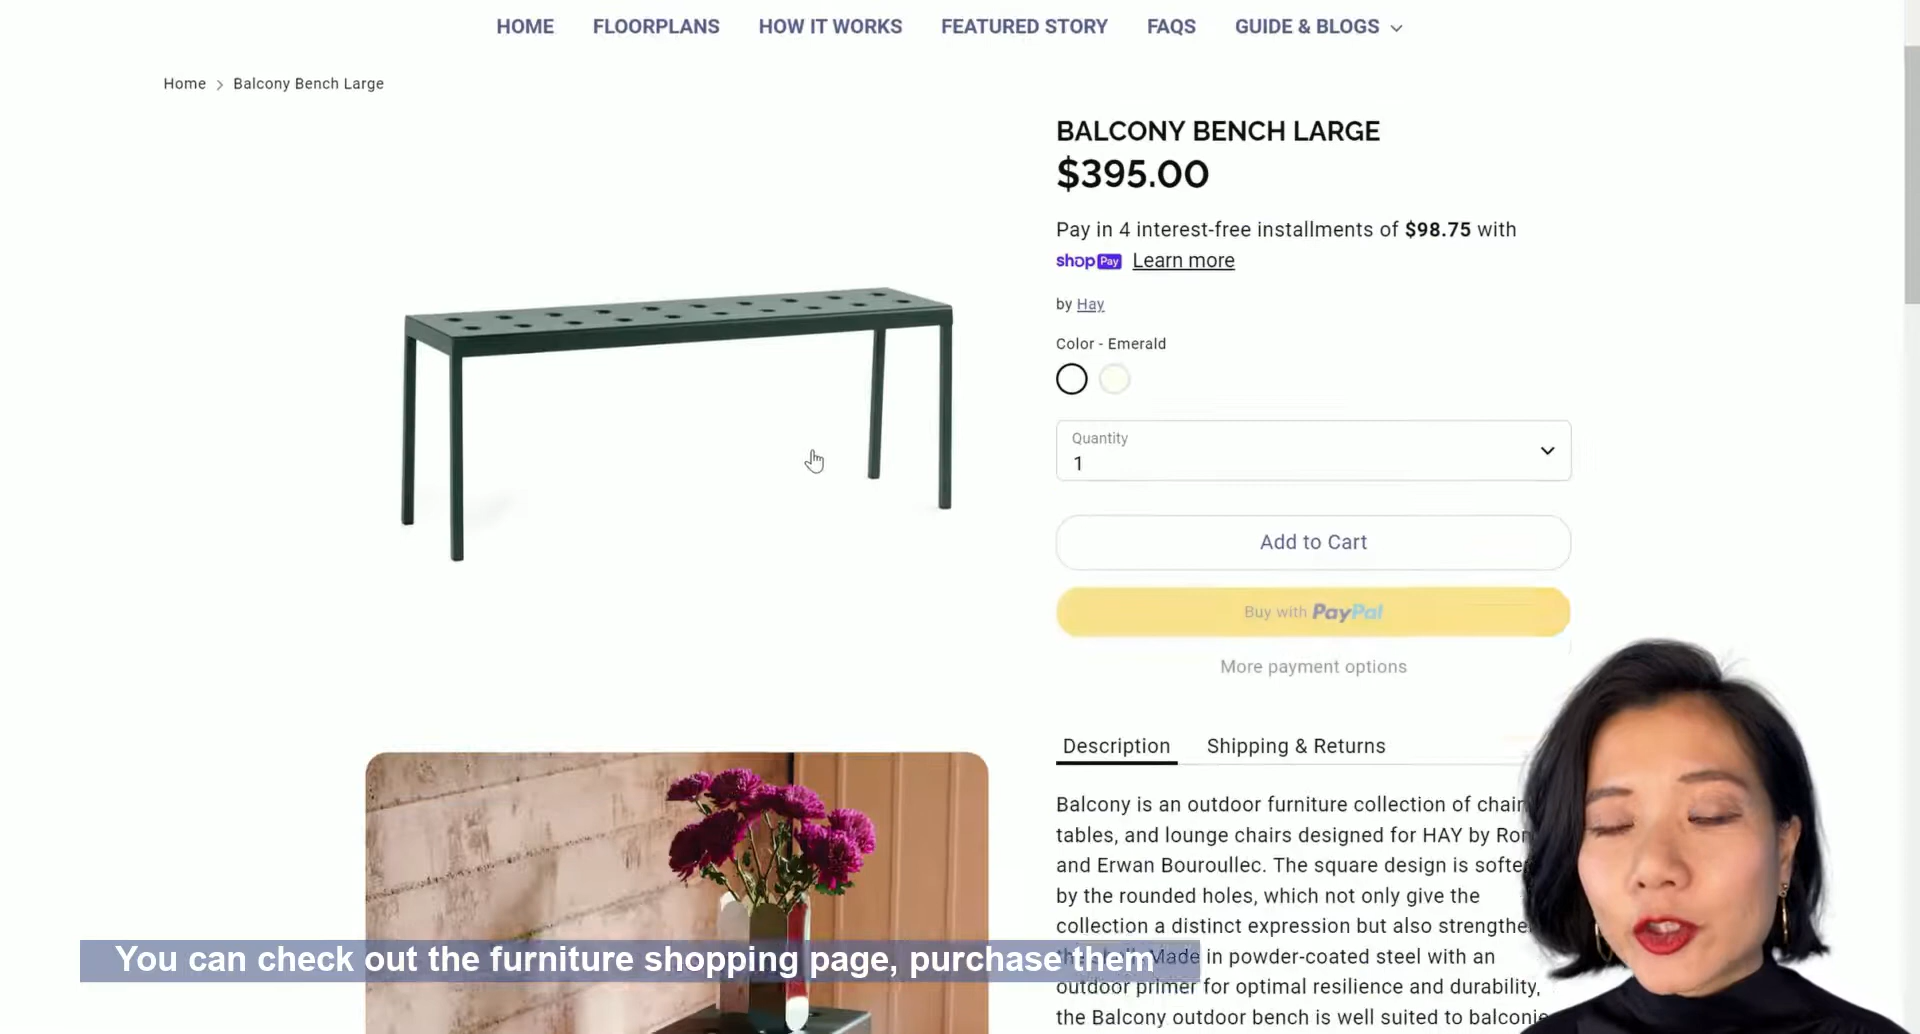 HOME FLOORPLANS HOW IT WORKS FEATURED STORY FAQS GUIDE & BLOGS
Home > Balcony Bench Large
BALCONY BENCH LARGE
$395.00
Pay in 4 interest-free installments of $98.75 with
shop Pay Learn more
by Hay
Color - Emerald
Quantity
1
Add to Cart
Buy with PayPal
More payment options
Description Shipping & Returns
Balcony is an outdoor furniture collection of chair
tables, and lounge chairs designed for HAY by Ron
and Erwan Bouroullec. The square design is softe
by the rounded holes, which not only give the
collection a distinct expression but also strengthe
Made in powder-coated steel with an
outdoor primer for optimal resilience and durability,
the Balcony outdoor bench is well suited to balconie
You can check out the furniture shopping page, purchase them